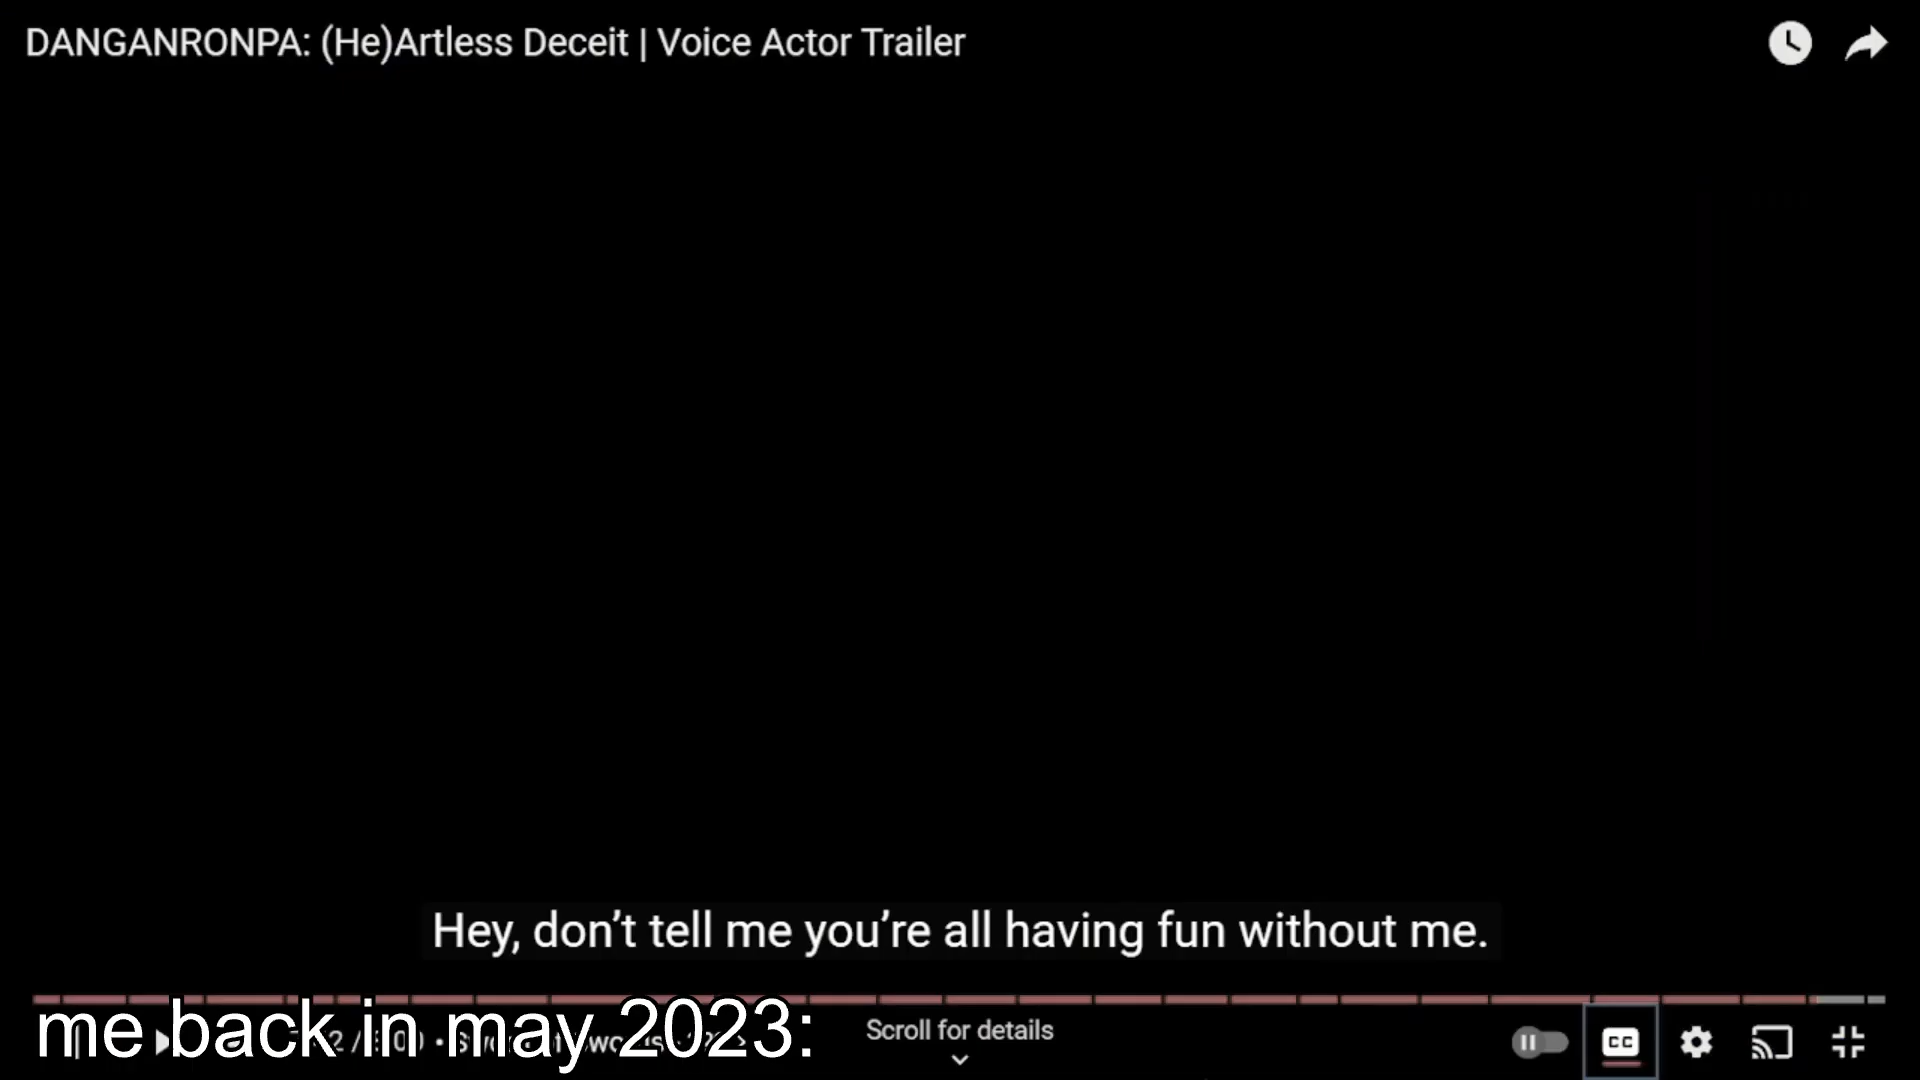 DANGANRONPA: (He)Artless Deceit | Voice Actor Trailer
Hey, don’t tell me you’re all having fun without me.
me back in may 2023:
Scroll for details
CC